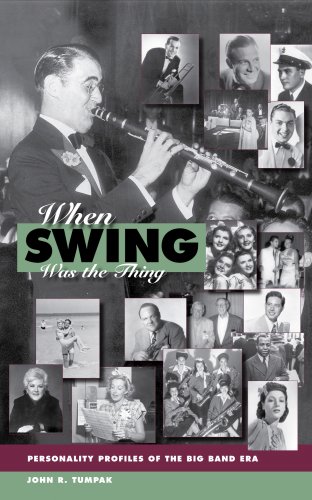 When
SWING
Was the Thing
PERSONALITY PROFILES OF THE BIG BAND ERA
JOHN R. TUMPAK